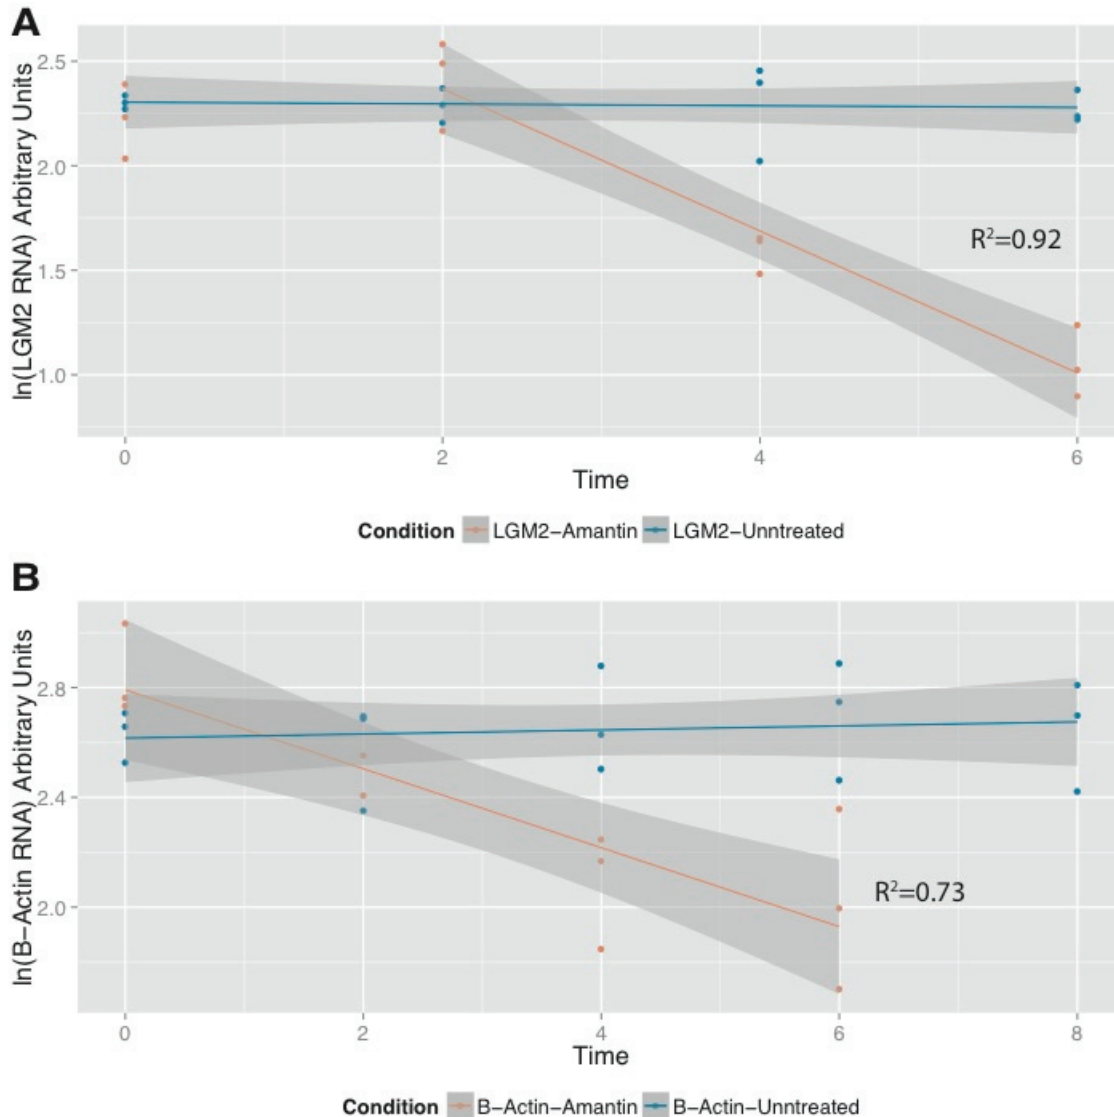 A
ln(LGM2 RNA) Arbitrary Units
2.5
2.0
1.5
1.0
R²=0.92
0 2 4 6
Time
Condition LGM2-Amantin LGM2-Unntreated
B
ln(B-Actin RNA) Arbitrary Units
2.8
2.4
2.0
R²=0.73
0 2 4 6 8
Time
Condition B-Actin-Amantin B-Actin-Unntreated